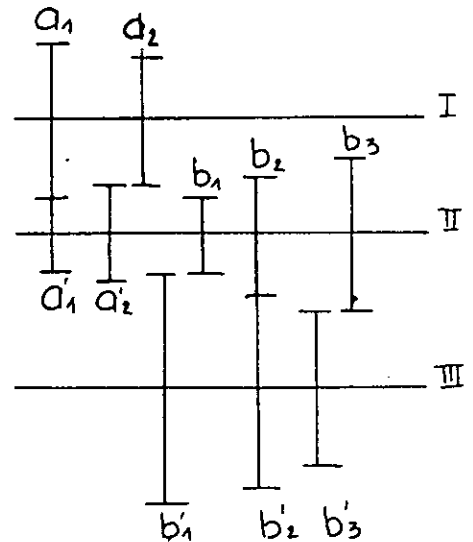 a₁ a₂
I
b₁ b₂ b₃
II
a'₁ a'₂
III
b'₁ b'₂ b'₃